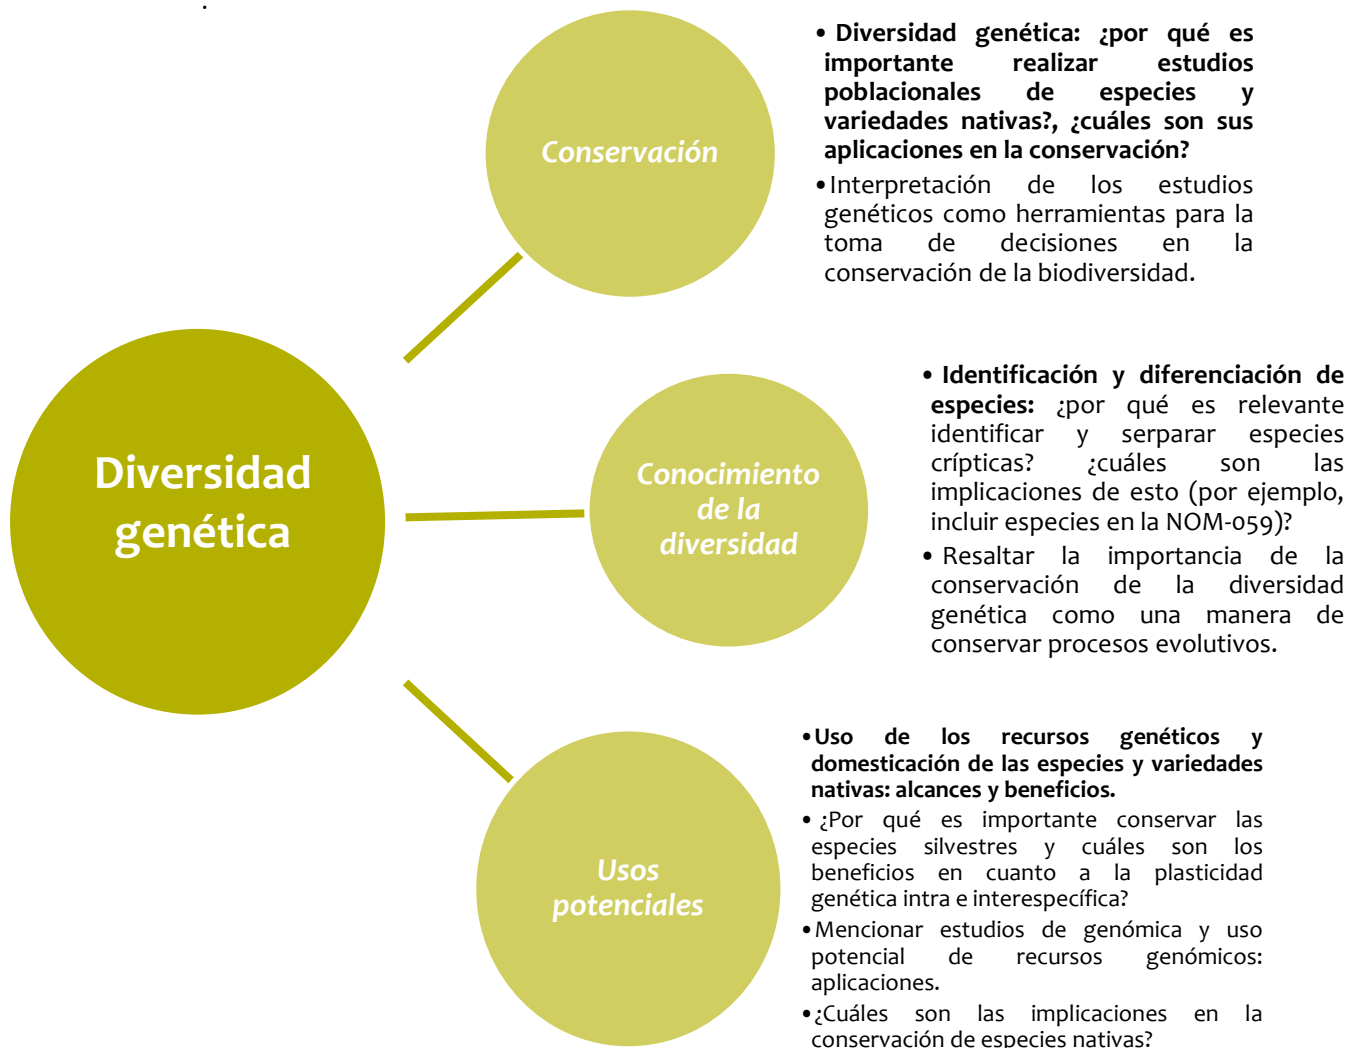 .
Diversidad
genética
Conservación
• Diversidad genética: ¿por qué es
importante realizar estudios
poblacionales de especies y
variedades nativas?, ¿cuáles son sus
aplicaciones en la conservación?
•Interpretación de los estudios
genéticos como herramientas para la
toma de decisiones en la
conservación de la biodiversidad.
Conocimiento
de la
diversidad
• Identificación y diferenciación de
especies: ¿por qué es relevante
identificar y serparar especies
crípticas? ¿cuáles son las
implicaciones de esto (por ejemplo,
incluir especies en la NOM-059)?
• Resaltar la importancia de la
conservación de la diversidad
genética como una manera de
conservar procesos evolutivos.
Usos
potenciales
•Uso de los recursos genéticos y
domesticación de las especies y variedades
nativas: alcances y beneficios.
• ¿Por qué es importante conservar las
especies silvestres y cuáles son los
beneficios en cuanto a la plasticidad
genética intra e interespecífica?
•Mencionar estudios de genómica y uso
potencial de recursos genómicos:
aplicaciones.
•¿Cuáles son las implicaciones en la
conservación de especies nativas?